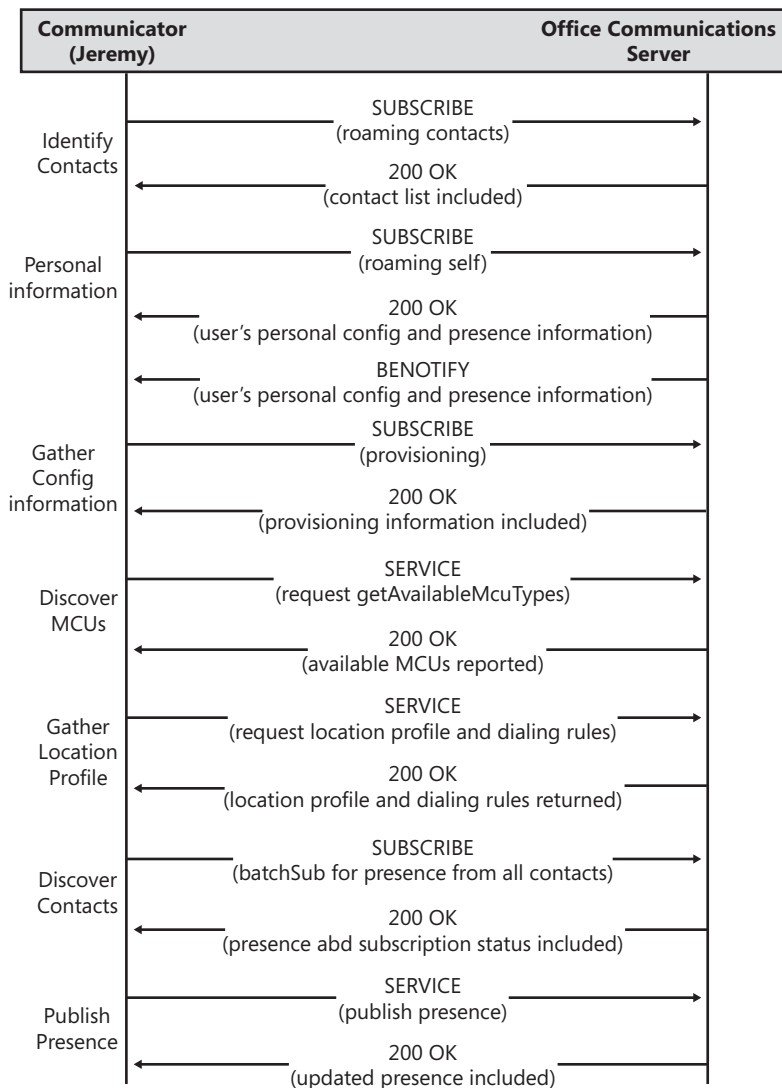 Communicator
(Jeremy)
Office Communications
Server
Identify
Contacts
SUBSCRIBE
(roaming contacts)
200 OK
(contact list included)
Personal
information
SUBSCRIBE
(roaming self)
200 OK
(user's personal config and presence information)
BENOTIFY
(user's personal config and presence information)
Gather
Config
information
SUBSCRIBE
(provisioning)
200 OK
(provisioning information included)
Discover
MCUs
SERVICE
(request getAvailableMcuTypes)
200 OK
(available MCUs reported)
Gather
Location
Profile
SERVICE
(request location profile and dialing rules)
200 OK
(location profile and dialing rules returned)
Discover
Contacts
SUBSCRIBE
(batchSub for presence from all contacts)
200 OK
(presence abd subscription status included)
Publish
Presence
SERVICE
(publish presence)
200 OK
(updated presence included)